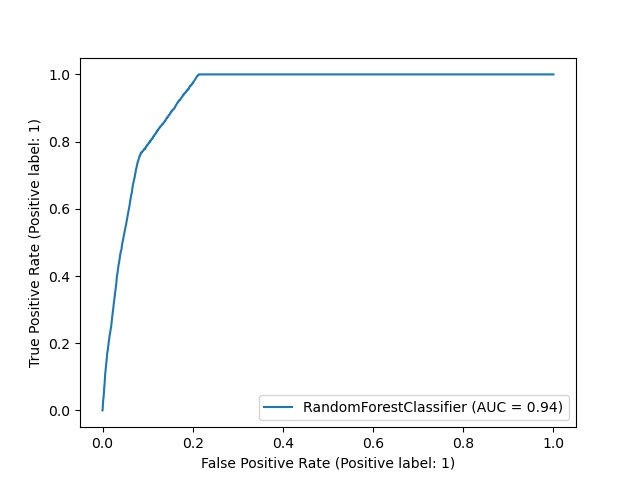 1.0
0.8
0.6
0.4
0.2
0.0
True Positive Rate (Positive label: 1)
RandomForestClassifier (AUC = 0.94)
0.0 0.2 0.4 0.6 0.8 1.0
False Positive Rate (Positive label: 1)